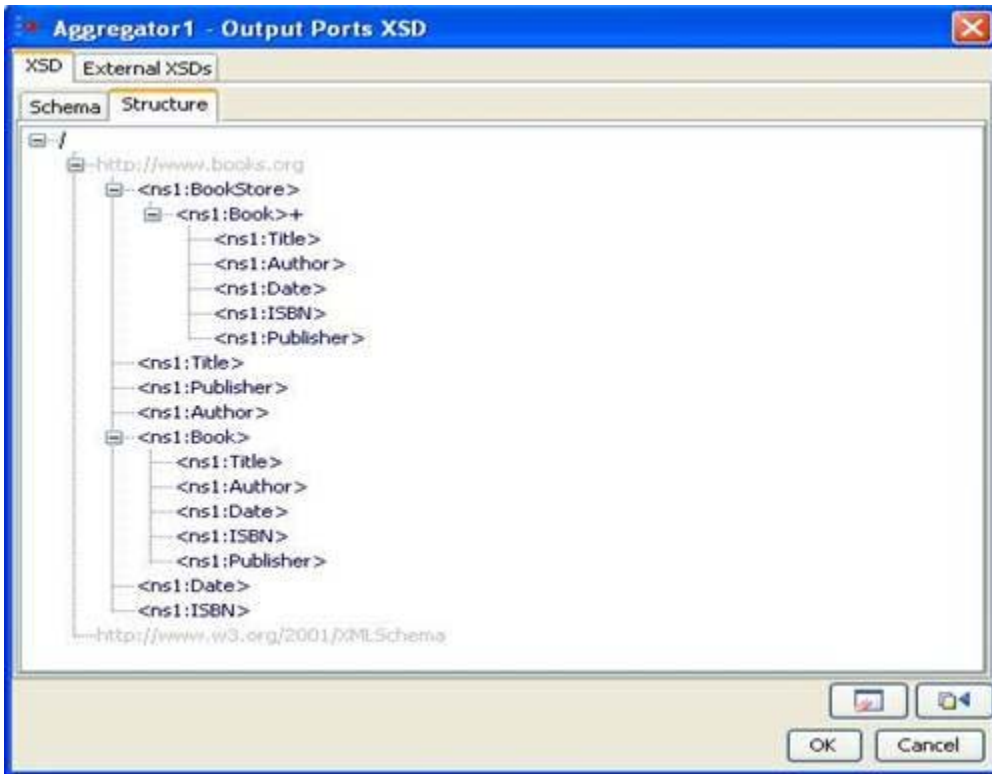 Aggregator1 - Output Ports XSD
XSD External XSDs
Schema Structure
/
http://www.books.org
<ns1:BookStore>
<ns1:Book>+
<ns1:Title>
<ns1:Author>
<ns1:Date>
<ns1:ISBN>
<ns1:Publisher>
<ns1:Title>
<ns1:Publisher>
<ns1:Author>
<ns1:Book>
<ns1:Title>
<ns1:Author>
<ns1:Date>
<ns1:ISBN>
<ns1:Publisher>
<ns1:Date>
<ns1:ISBN>
http://www.w3.org/2001/XMLSchema
OK Cancel